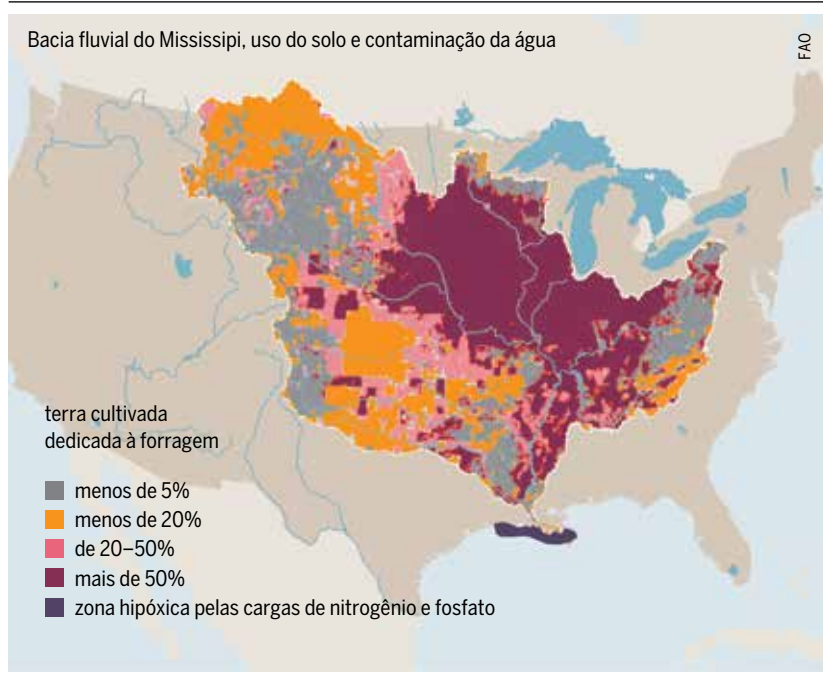 Bacia fluvial do Mississipi, uso do solo e contaminação da água
FAO
terra cultivada
dedicada à forragem
menos de 5%
menos de 20%
de 20–50%
mais de 50%
zona hipóxica pelas cargas de nitrogênio e fosfato